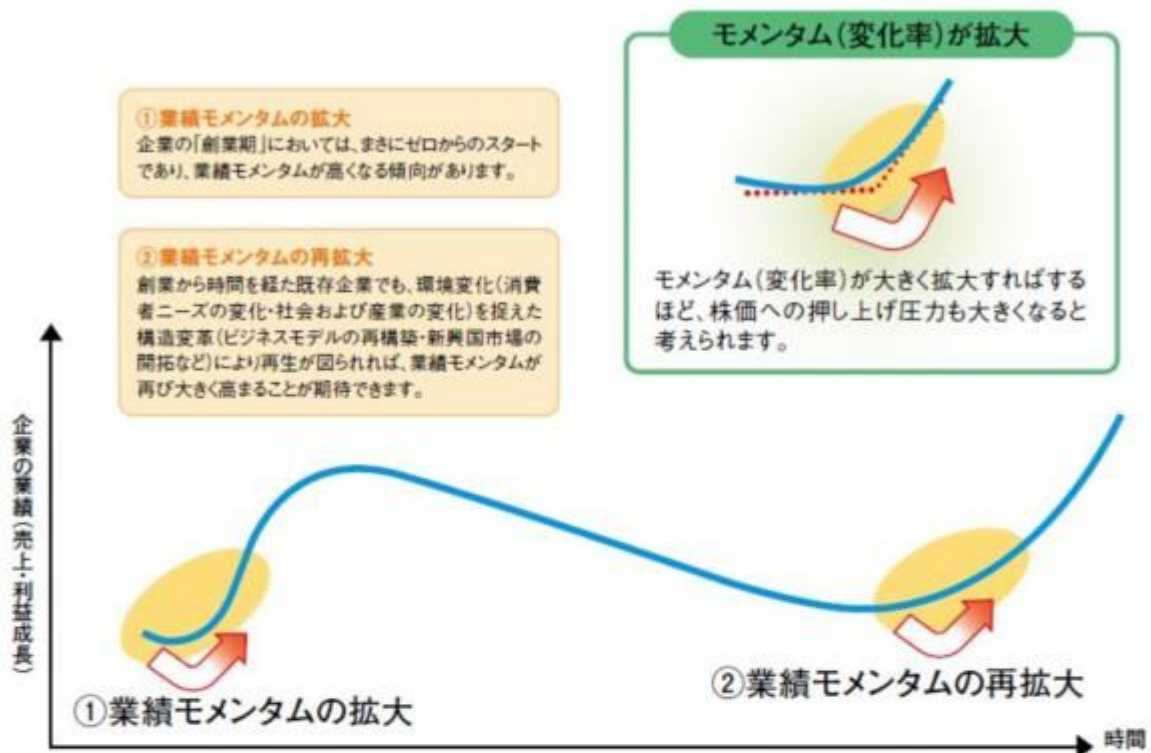 モメンタム(変化率)が拡大
①業績モメンタムの拡大
企業の「創業期」においては、まさにゼロからのスタート
であり、業績モメンタムが高くなる傾向があります。
②業績モメンタムの再拡大
創業から時間を経た既存企業でも、環境変化(消費
者ニーズの変化・社会および産業の変化)を捉えた
構造変革(ビジネスモデルの再構築・新興国市場の
開拓など)により再生が図られれば、業績モメンタムが
再び大きく高まることが期待できます。
モメンタム(変化率)が大きく拡大すればする
ほど、株価への押し上げ圧力も大きくなると
考えられます。
企業の業績(売上・利益成長)
①業績モメンタムの拡大
②業績モメンタムの再拡大
時間